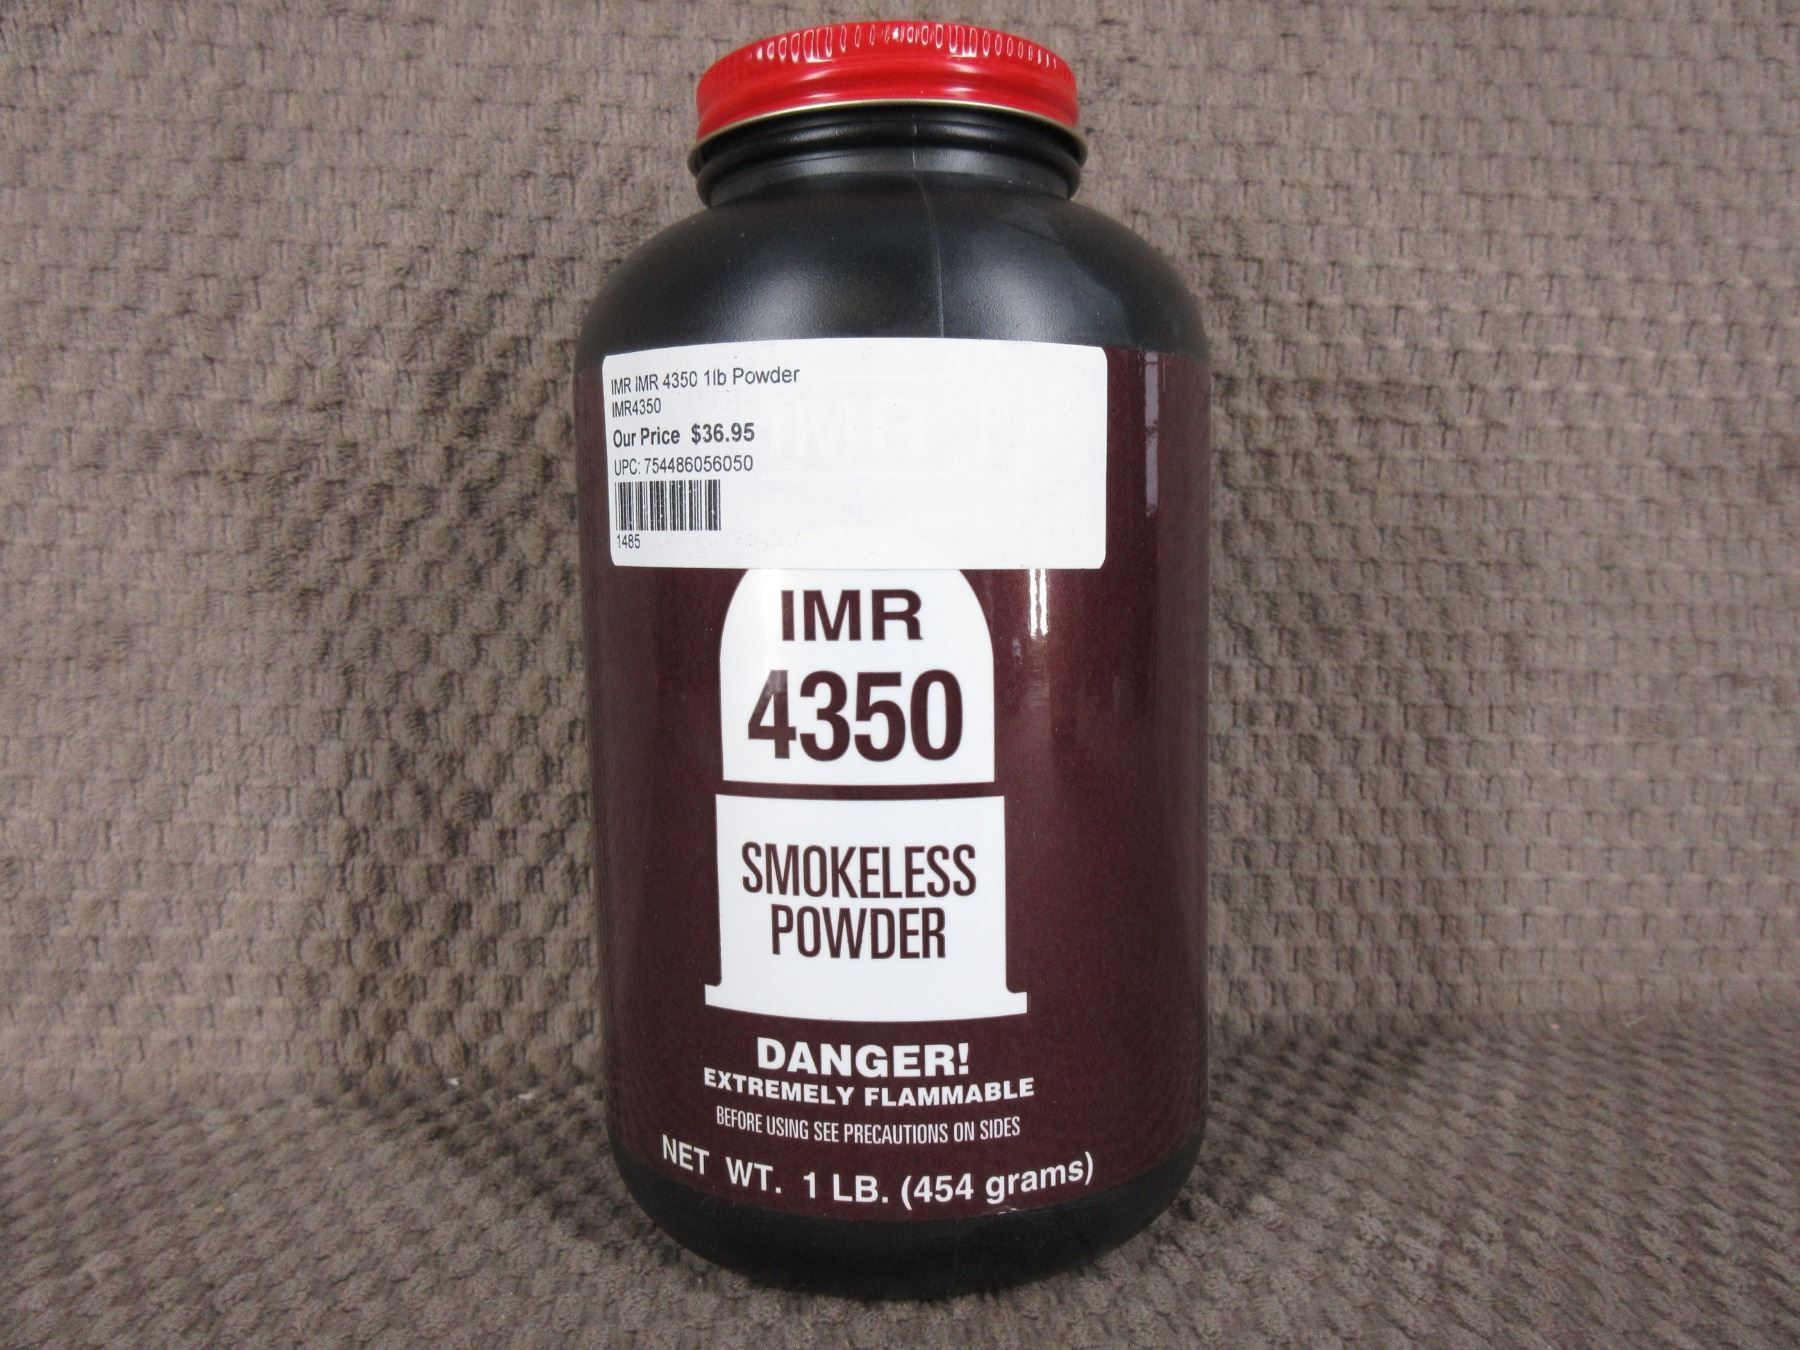 IMR IMR 4350 1lb Powder
IMR4350
Our Price $36.95
UPC: 754486056050
1485
IMR
IMR
4350
SMOKELESS
POWDER
DANGER!
EXTREMELY FLAMMABLE
BEFORE USING SEE PRECAUTIONS ON SIDES
NET WT. 1 LB. (454 grams)